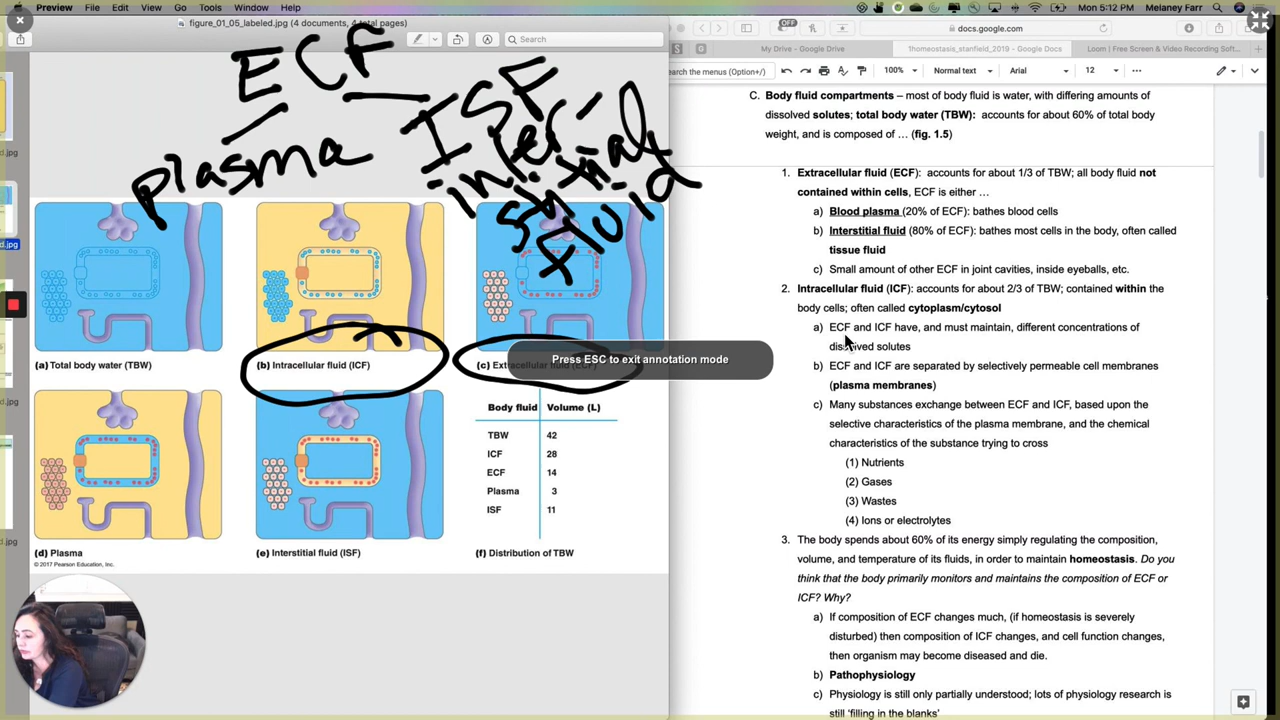 Preview File Edit View Go Tools Window Help
Mon 5:12 PM Melaney Farr
figure_01_05_labeled.jpg (4 documents, 4 total pages)
Search
docs.google.com
OFF
My Drive - Google Drive
1homeostasis_stanfield_2019 - Google Docs
Loom | Free Screen & Video Recording Soft...
earch the menus (Option+/)
100%
Normal text
Arial
12
ECF
plasma
ISF
inter-
stitial
fluid
.jpg
.jpg
.jpg
.jpg
(a) Total body water (TBW)
(b) Intracellular fluid (ICF)
(c) Extracellular fluid (ECF)
Press ESC to exit annotation mode
Body fluid Volume (L)
TBW 42
ICF 28
ECF 14
Plasma 3
ISF 11
(d) Plasma
(e) Interstitial fluid (ISF)
(f) Distribution of TBW
© 2017 Pearson Education, Inc.
C. Body fluid compartments – most of body fluid is water, with differing amounts of
dissolved solutes; total body water (TBW): accounts for about 60% of total body
weight, and is composed of … (fig. 1.5)
1. Extracellular fluid (ECF): accounts for about 1/3 of TBW; all body fluid not
contained within cells, ECF is either …
a) Blood plasma (20% of ECF): bathes blood cells
b) Interstitial fluid (80% of ECF): bathes most cells in the body, often called
tissue fluid
c) Small amount of other ECF in joint cavities, inside eyeballs, etc.
2. Intracellular fluid (ICF): accounts for about 2/3 of TBW; contained within the
body cells; often called cytoplasm/cytosol
a) ECF and ICF have, and must maintain, different concentrations of
dissolved solutes
b) ECF and ICF are separated by selectively permeable cell membranes
(plasma membranes)
c) Many substances exchange between ECF and ICF, based upon the
selective characteristics of the plasma membrane, and the chemical
characteristics of the substance trying to cross
(1) Nutrients
(2) Gases
(3) Wastes
(4) Ions or electrolytes
3. The body spends about 60% of its energy simply regulating the composition,
volume, and temperature of its fluids, in order to maintain homeostasis. Do you
think that the body primarily monitors and maintains the composition of ECF or
ICF? Why?
a) If composition of ECF changes much, (if homeostasis is severely
disturbed) then composition of ICF changes, and cell function changes,
then organism may become diseased and die.
b) Pathophysiology
c) Physiology is still only partially understood; lots of physiology research is
still 'filling in the blanks'